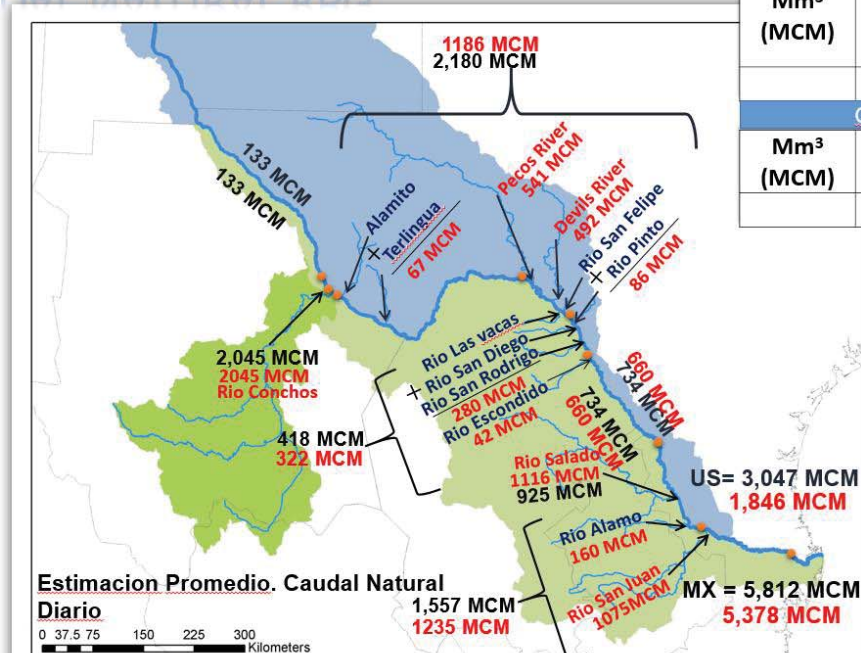 Mm³
(MCM)
Mm³
(MCM)
1186 MCM
2,180 MCM
133 MCM
133 MCM
Alamito
+ Terlingua
67 MCM
Pecos River
541 MCM
Devils River
492 MCM
Rio San Felipe
+ Rio Pinto
86 MCM
2,045 MCM
2045 MCM
Rio Conchos
Rio Las vacas
Rio San Diego
+ Rio San Rodrigo
280 MCM
Rio Escondido
42 MCM
418 MCM
322 MCM
660 MCM
734 MCM
734 MCM
660 MCM
Rio Salado
1116 MCM
925 MCM
US= 3,047 MCM
1,846 MCM
Rio Alamo
160 MCM
Rio San Juan
1075MCM
MX = 5,812 MCM
5,378 MCM
1,557 MCM
1235 MCM
Estimacion Promedio. Caudal Natural
Diario
0 37.5 75 150 225 300
Kilometers